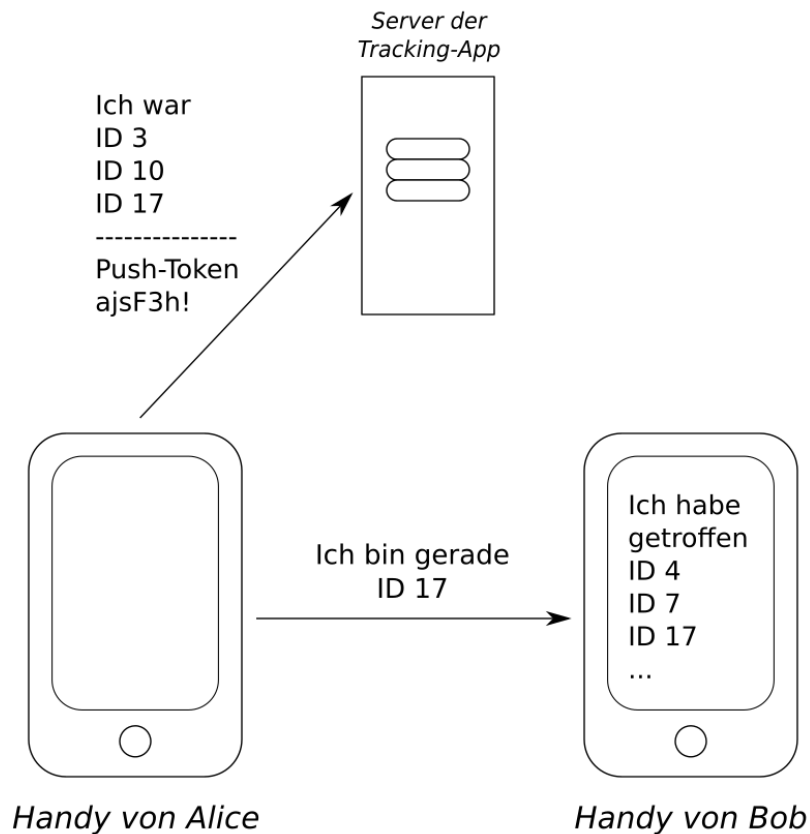 Server der
Tracking-App
Ich war
ID 3
ID 10
ID 17
---------------
Push-Token
ajsF3h!
Ich bin gerade
ID 17
Ich habe
getroffen
ID 4
ID 7
ID 17
...
Handy von Alice
Handy von Bob